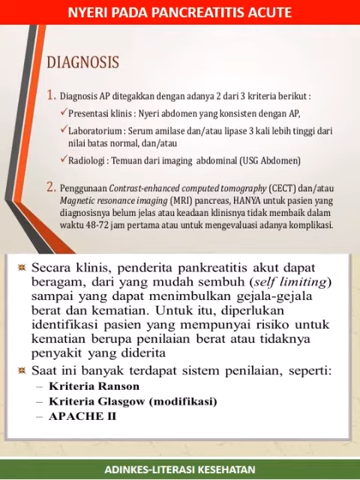 NYERI PADA PANCREATITIS ACUTE
DIAGNOSIS
1. Diagnosis AP ditegakkan dengan adanya 2 dari 3 kriteria berikut :
✓Presentasi klinis : Nyeri abdomen yang konsisten dengan AP,
✓Laboratorium : Serum amilase dan/atau lipase 3 kali lebih tinggi dari
nilai batas normal, dan/atau
✓Radiologi : Temuan dari imaging abdominal (USG Abdomen)
2. Penggunaan Contrast-enhanced computed tomography (CECT) dan/atau
Magnetic resonance imaging (MRI) pancreas, HANYA untuk pasien yang
diagnosisnya belum jelas atau keadaan klinisnya tidak membaik dalam
waktu 48-72 jam pertama atau untuk mengevaluasi adanya komplikasi.
Secara klinis, penderita pankreatitis akut dapat
beragam, dari yang mudah sembuh (self limiting)
sampai yang dapat menimbulkan gejala-gejala
berat dan kematian. Untuk itu, diperlukan
identifikasi pasien yang mempunyai risiko untuk
kematian berupa penilaian berat atau tidaknya
penyakit yang diderita
Saat ini banyak terdapat sistem penilaian, seperti:
– Kriteria Ranson
– Kriteria Glasgow (modifikasi)
– APACHE II
ADINKES-LITERASI KESEHATAN